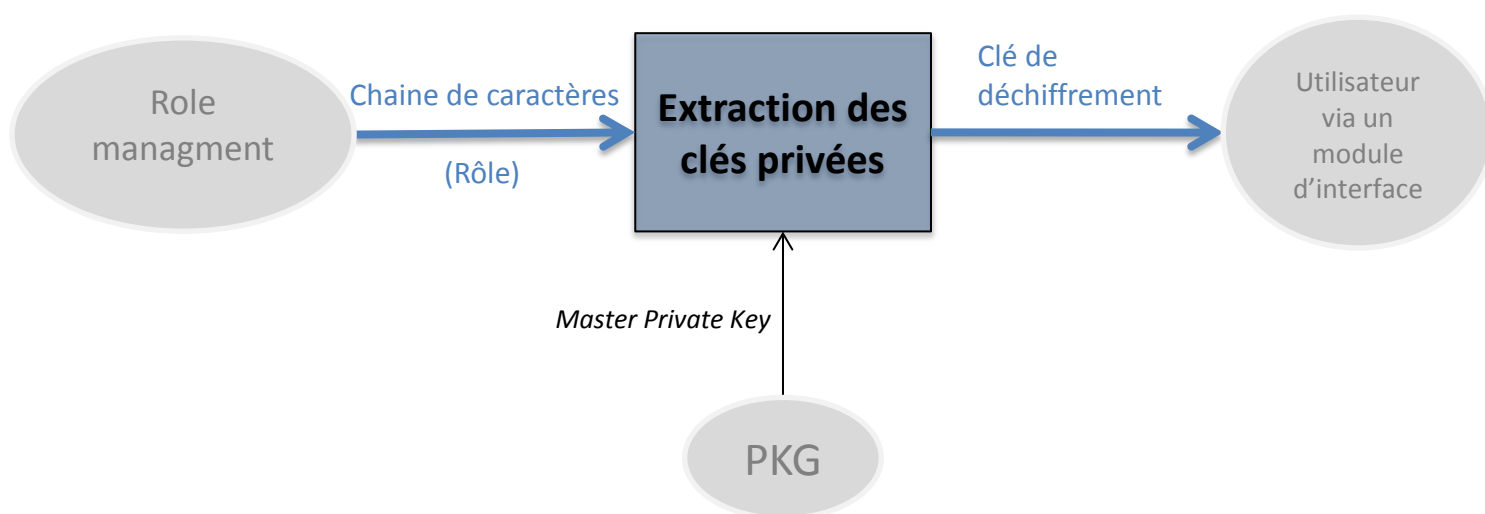 Role
managment
Chaine de caractères
(Rôle)
Extraction des
clés privées
Clé de
déchiffrement
Utilisateur
via un
module
d’interface
Master Private Key
PKG